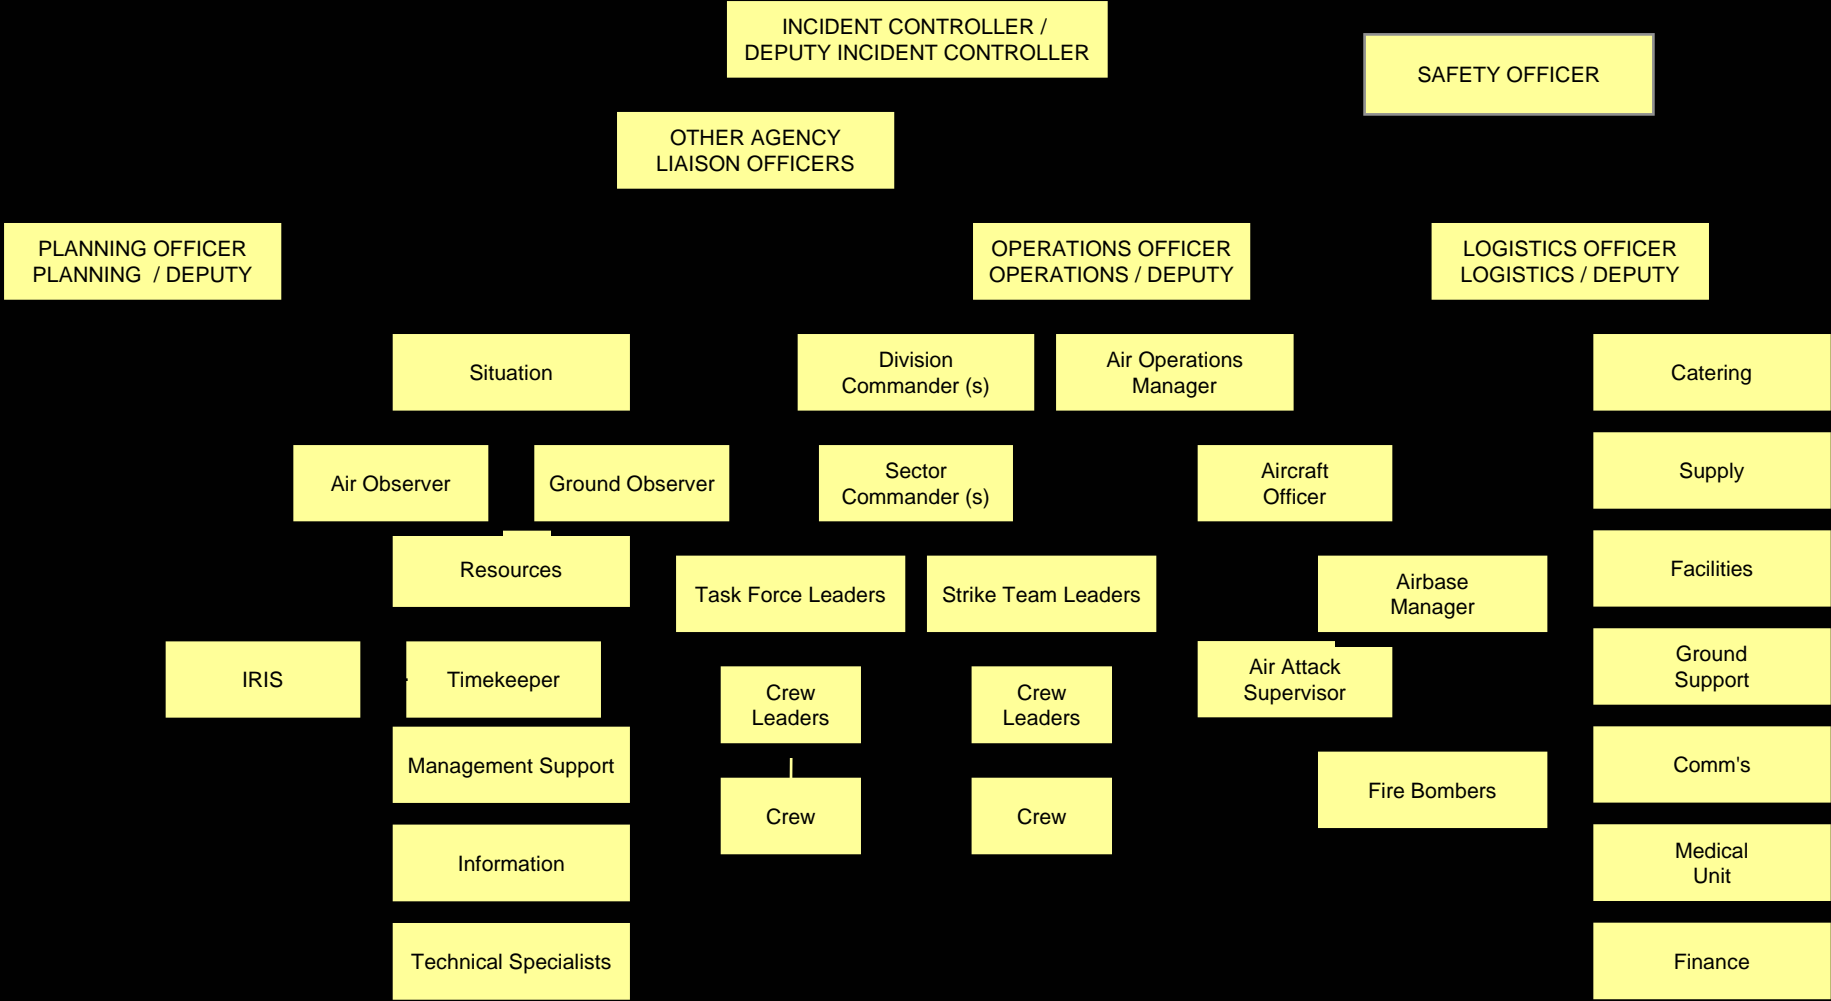 INCIDENT CONTROLLER /
DEPUTY INCIDENT CONTROLLER
SAFETY OFFICER
OTHER AGENCY
LIAISON OFFICERS
PLANNING OFFICER
PLANNING  / DEPUTY
OPERATIONS OFFICER
OPERATIONS / DEPUTY
LOGISTICS OFFICER
LOGISTICS / DEPUTY
Situation
Division
Commander (s)
Air Operations
Manager
Catering
Air Observer
Ground Observer
Sector
Commander (s)
Aircraft
Officer
Supply
Resources
Task Force Leaders
Strike Team Leaders
Airbase
Manager
Facilities
IRIS
Timekeeper
Crew
Leaders
Crew
Leaders
Air Attack
Supervisor
Ground
Support
Management Support
Crew
Crew
Fire Bombers
Comm's
Information
Medical
Unit
Technical Specialists
Finance